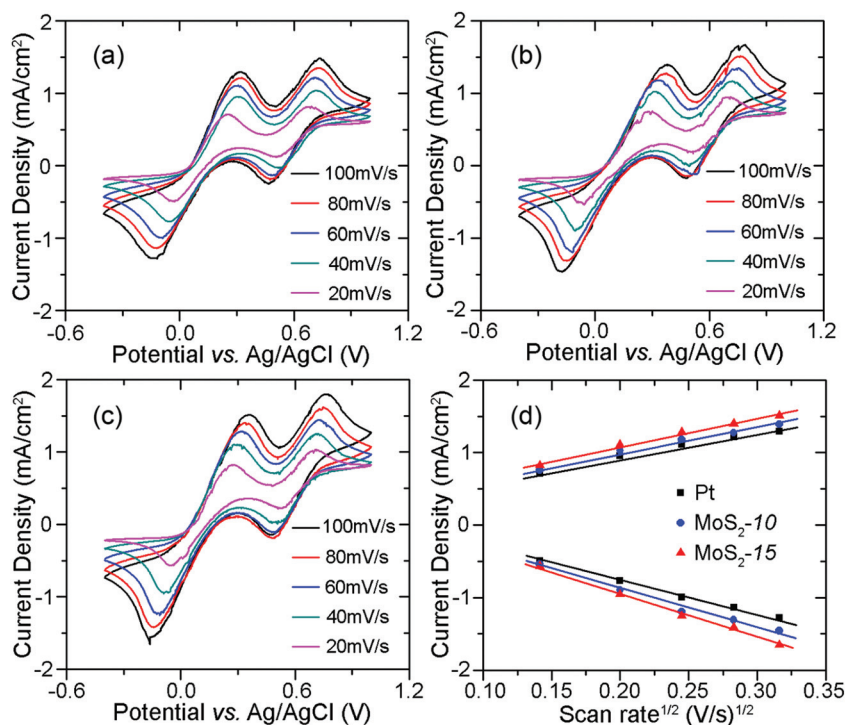 (a)
Current Density (mA/cm²)
2
1
0
-1
-2
100mV/s
80mV/s
60mV/s
40mV/s
20mV/s
-0.6 0.0 0.6 1.2
Potential vs. Ag/AgCl (V)
(b)
Current Density (mA/cm²)
2
1
0
-1
-2
100mV/s
80mV/s
60mV/s
40mV/s
20mV/s
-0.6 0.0 0.6 1.2
Potential vs. Ag/AgCl (V)
(c)
Current Density (mA/cm²)
2
1
0
-1
-2
100mV/s
80mV/s
60mV/s
40mV/s
20mV/s
-0.6 0.0 0.6 1.2
Potential vs. Ag/AgCl (V)
(d)
Current Density (mA/cm²)
2
1
0
-1
-2
Pt
MoS₂-10
MoS₂-15
0.10 0.15 0.20 0.25 0.30 0.35
Scan rate¹ᐟ² (V/s)¹ᐟ²